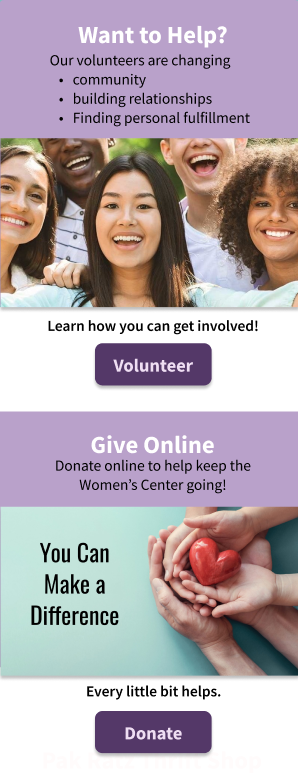 Want to Help?
Our volunteers are changing
• community
• building relationships
• Finding personal fulfillment
Learn how you can get involved!
Volunteer
Give Online
Donate online to help keep the
Women's Center going!
You Can
Make a
Difference
Every little bit helps.
Donate